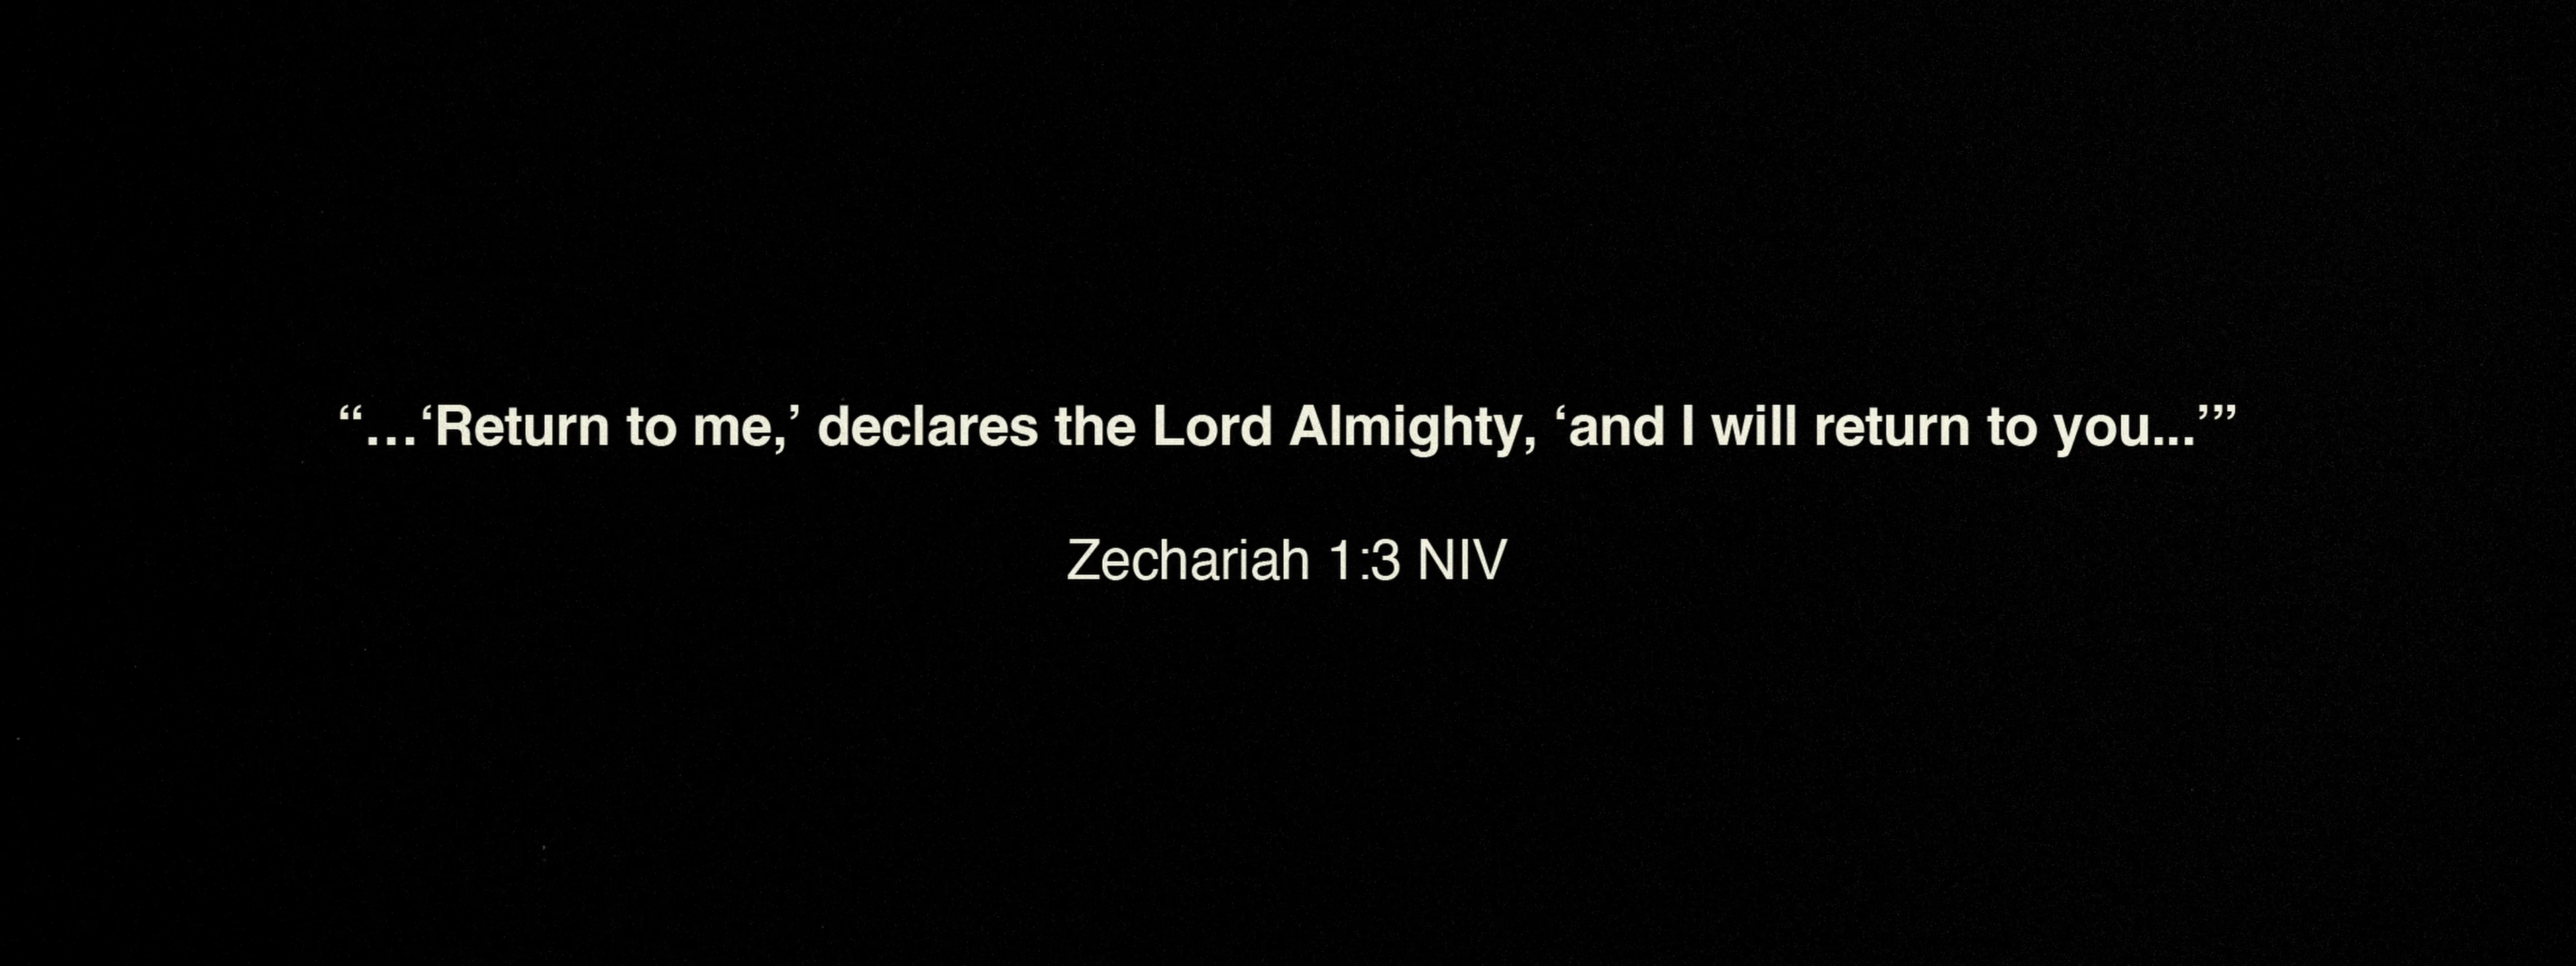 “…‘Return to me,’ declares the Lord Almighty, ‘and I will return to you...’”
Zechariah 1:3 NIV